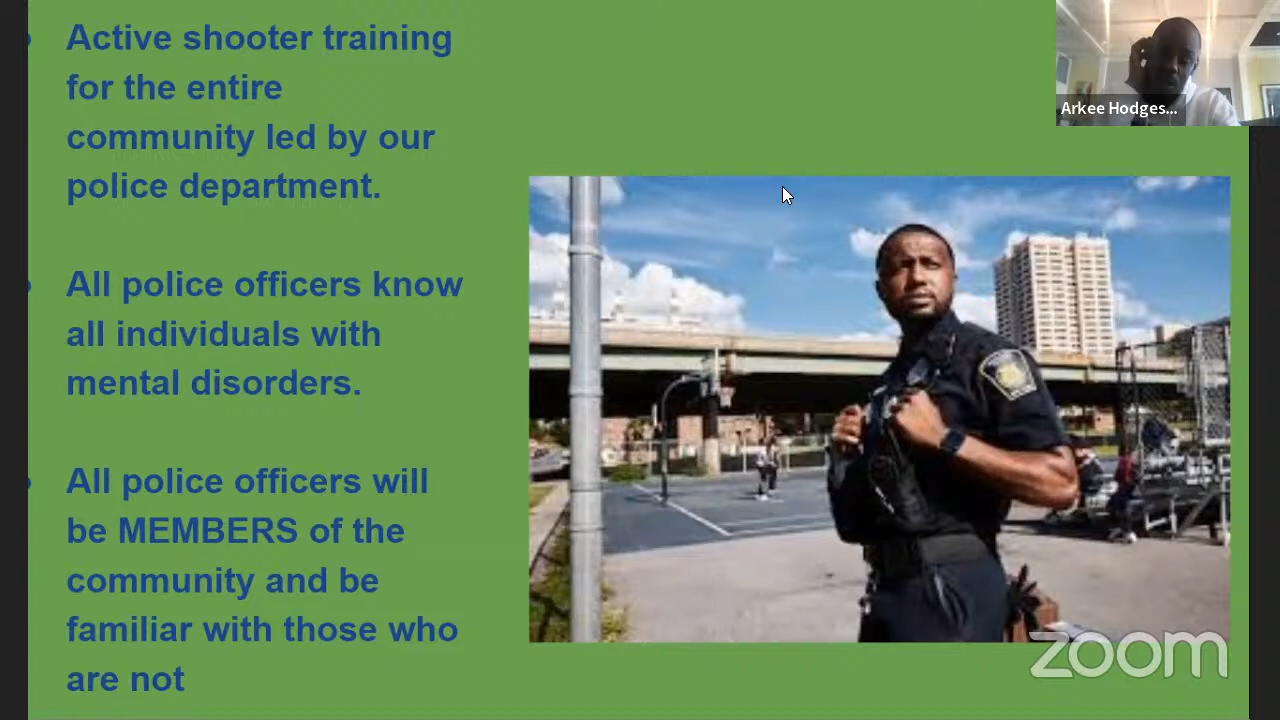 Active shooter training
for the entire
community led by our
police department.
All police officers know
all individuals with
mental disorders.
All police officers will
be MEMBERS of the
community and be
familiar with those who
are not
Arkee Hodges...
zoom